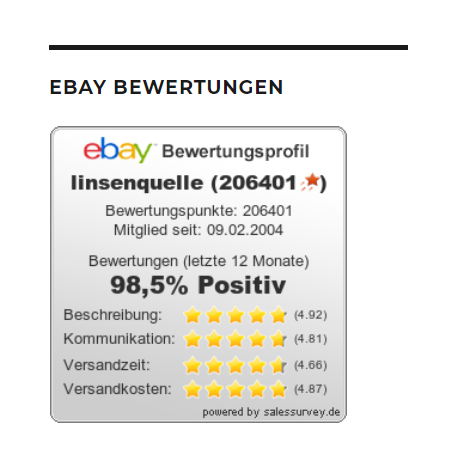 EBAY BEWERTUNGEN
ebay Bewertungsprofil
linsenquelle (206401)
Bewertungspunkte: 206401
Mitglied seit: 09.02.2004
Bewertungen (letzte 12 Monate)
98,5% Positiv
Beschreibung: (4.92)
Kommunikation: (4.81)
Versandzeit: (4.66)
Versandkosten: (4.87)
powered by salessurvey.de